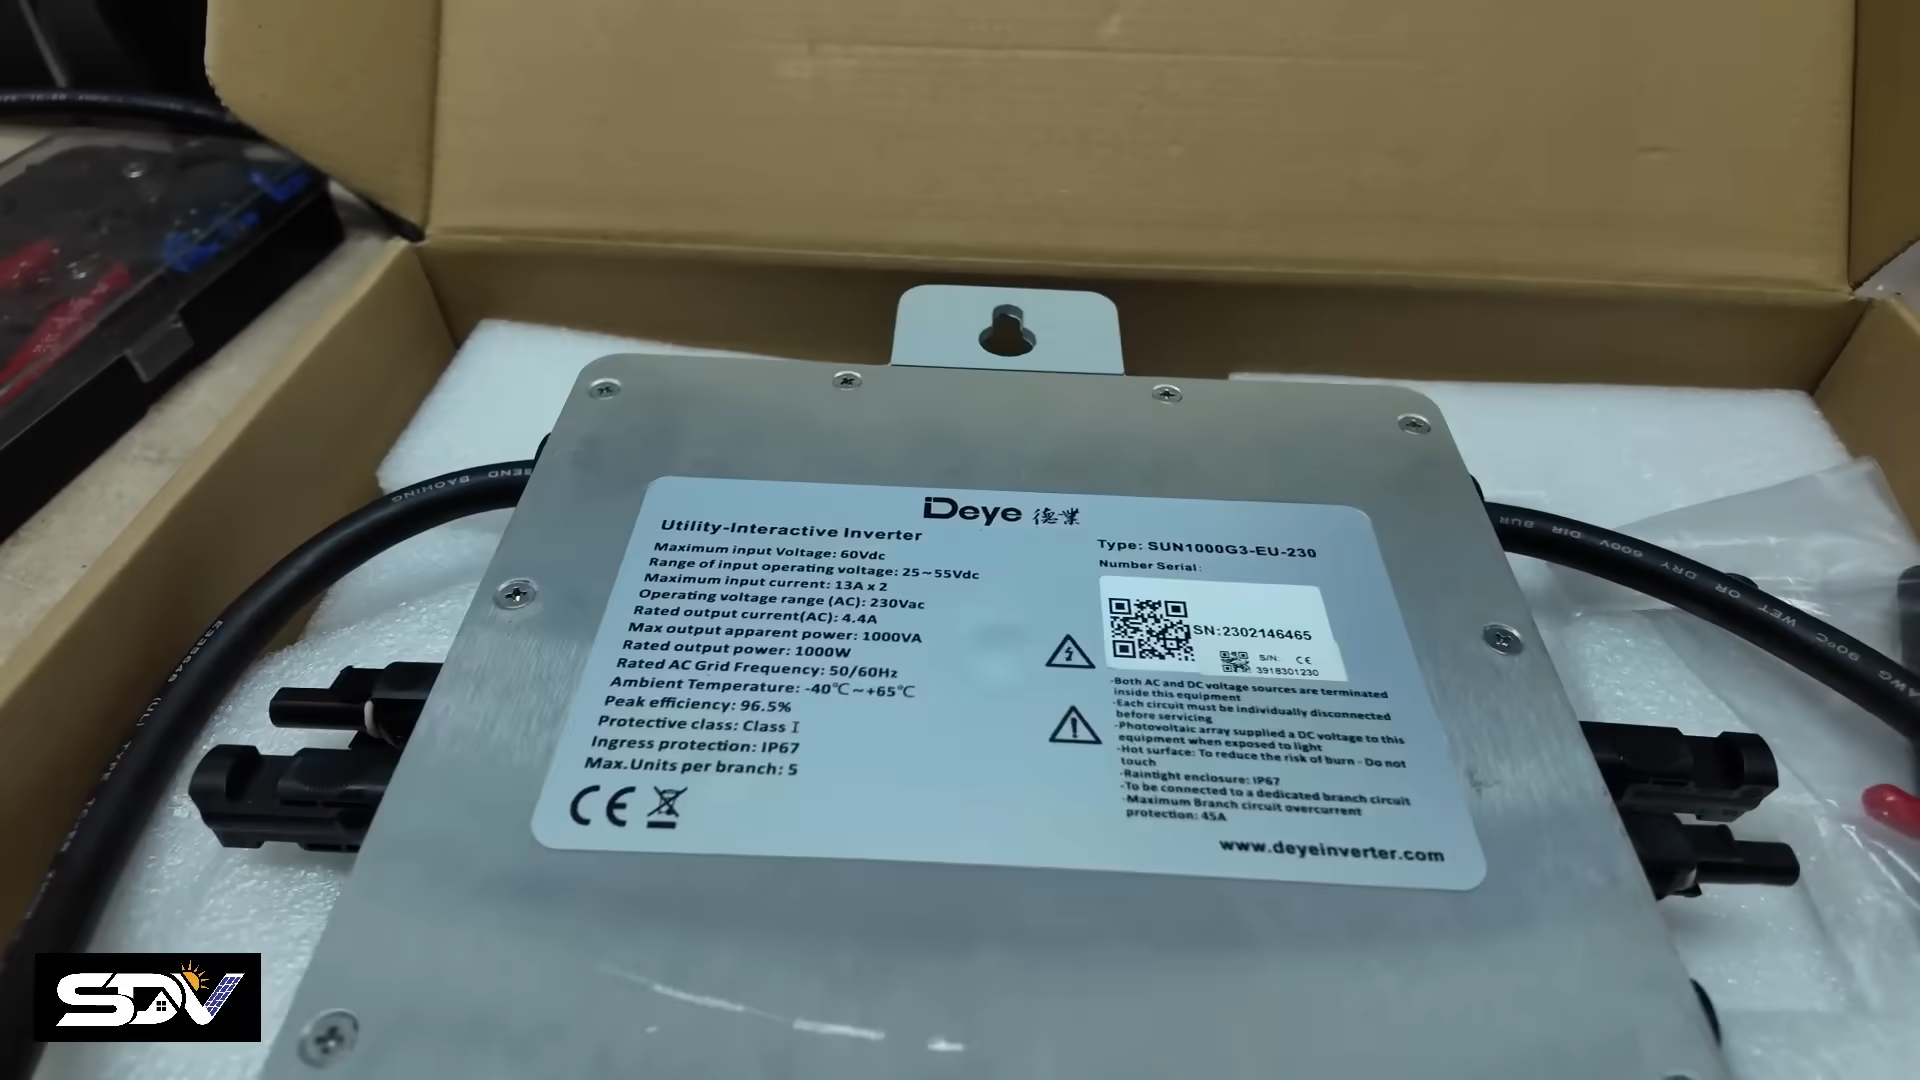 Deye 德業
Utility-Interactive Inverter
Maximum input Voltage: 60Vdc
Range of input operating voltage: 25~55Vdc
Maximum input current: 13A x 2
Operating voltage range (AC): 230Vac
Rated output current(AC): 4.4A
Max output apparent power: 1000VA
Rated output power: 1000W
Rated AC Grid Frequency: 50/60Hz
Ambient Temperature: -40℃~+65℃
Peak efficiency: 96.5%
Protective class: Class I
Ingress protection: IP67
Max.Units per branch: 5
CE
Type: SUN1000G3-EU-230
Number Serial:
SN:2302146465
S/N: CE
3918301230
-Both AC and DC voltage sources are terminated
inside this equipment
-Each circuit must be individually disconnected
before servicing
-Photovoltaic array supplied a DC voltage to this
equipment when exposed to light
-Hot surface: To reduce the risk of burn - Do not
touch
-Raintight enclosure: IP67
-To be connected to a dedicated branch circuit
-Maximum Branch circuit overcurrent
protection: 45A
www.deyeinverter.com
BAOHING
E335648 (UL) TYPE
BUR DIR 600V DRY OR WET 90°C AWG
SDV